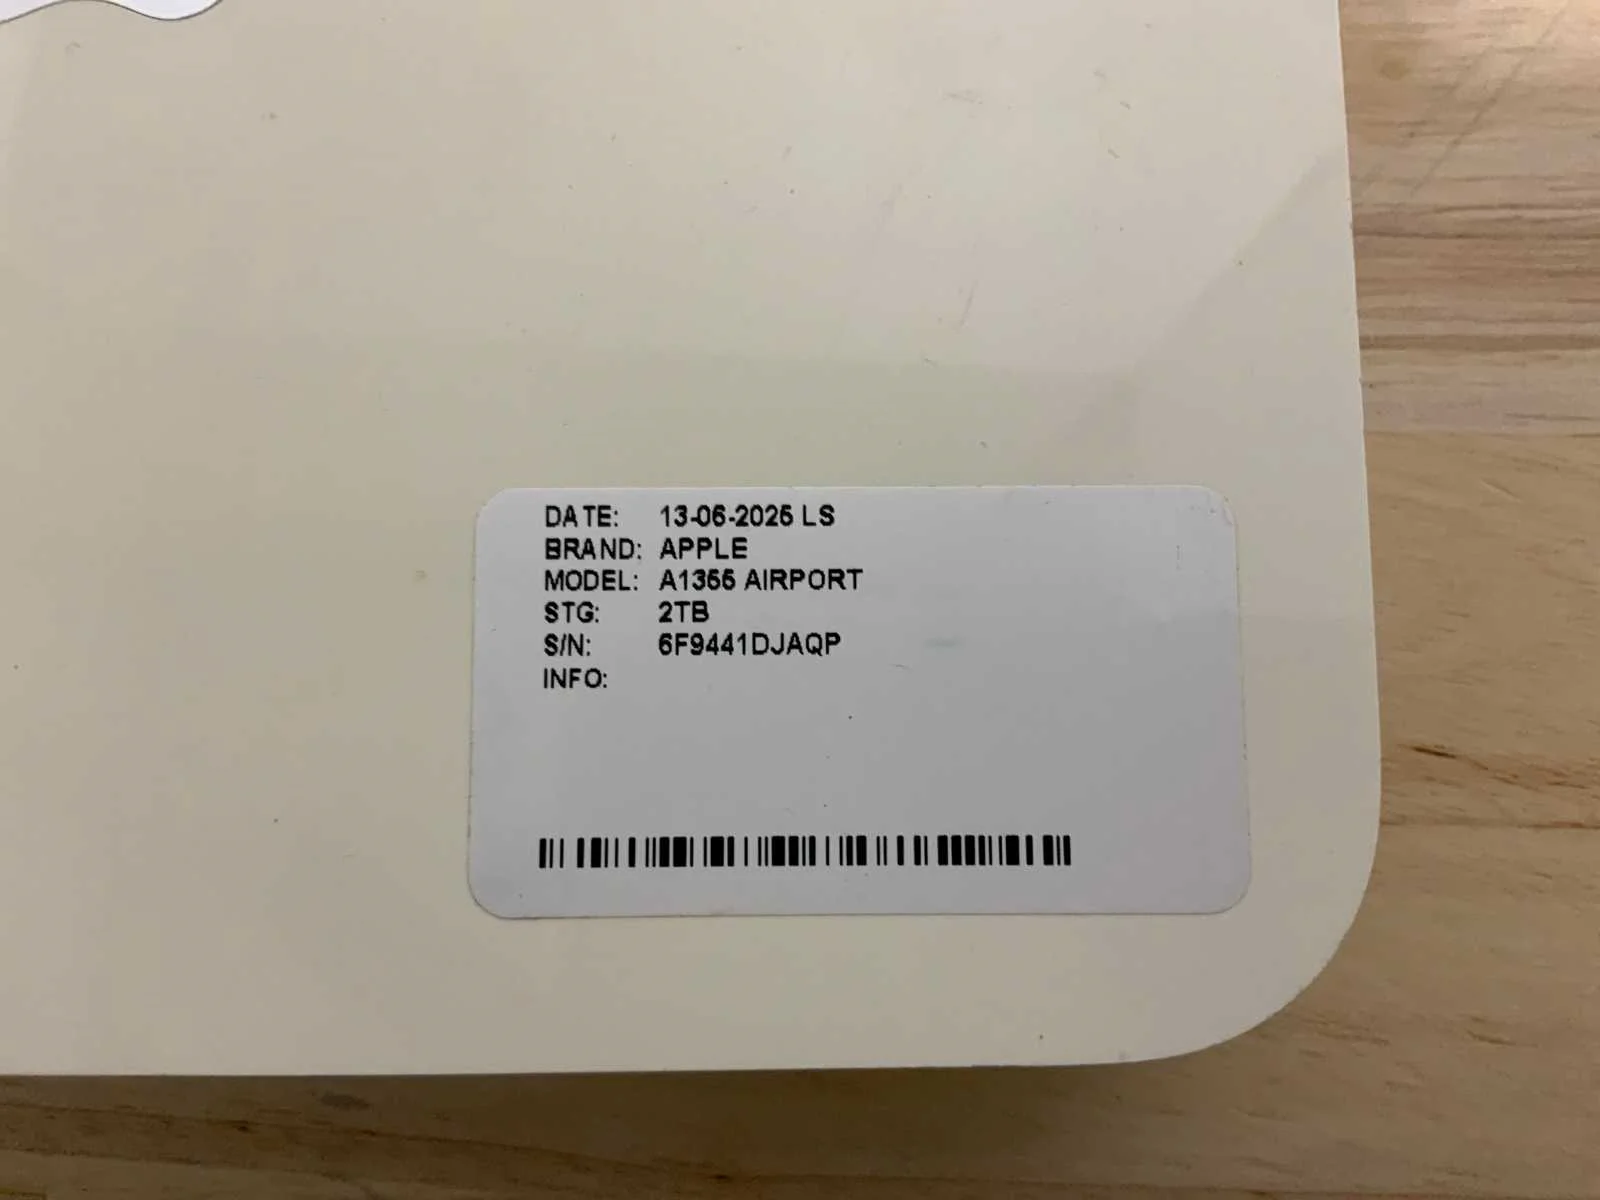 DATE: 13-06-2025 LS
BRAND: APPLE
MODEL: A1355 AIRPORT
STG: 2TB
S/N: 6F9441DJAQP
INFO: